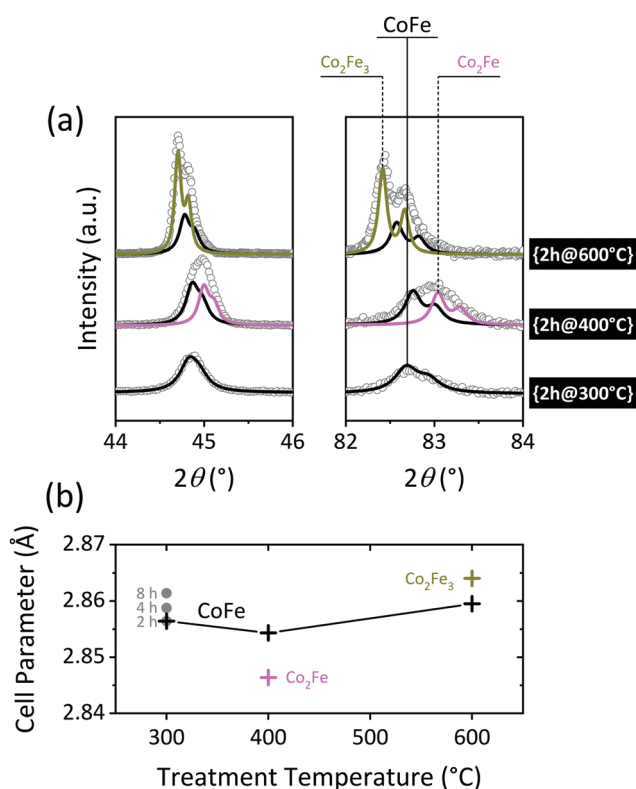 CoFe
Co₂Fe₃ Co₂Fe
(a)
Intensity (a.u.)
{2h@600°C}
{2h@400°C}
{2h@300°C}
44 45 46 82 83 84
2θ (°) 2θ (°)
(b)
Cell Parameter (Å)
2.87
2.86
2.85
2.84
8 h
4 h
2 h
CoFe
Co₂Fe₃
Co₂Fe
300 400 500 600
Treatment Temperature (°C)